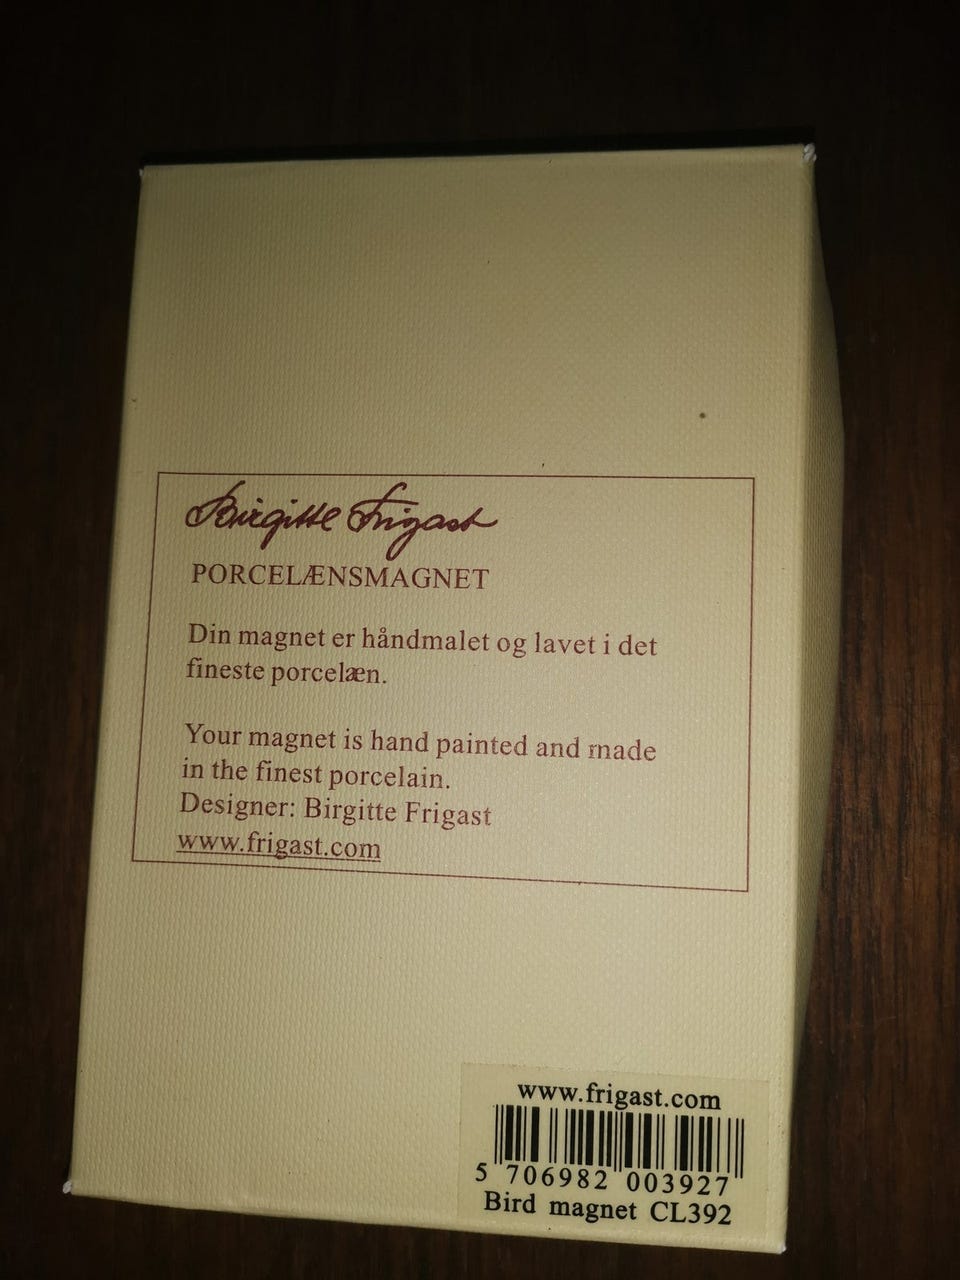 Birgitte Frigast
PORCELÆNSMAGNET
Din magnet er håndmalet og lavet i det
fineste porcelæn.
Your magnet is hand painted and made
in the finest porcelain.
Designer: Birgitte Frigast
www.frigast.com
www.frigast.com
5 706982 003927
Bird magnet CL392